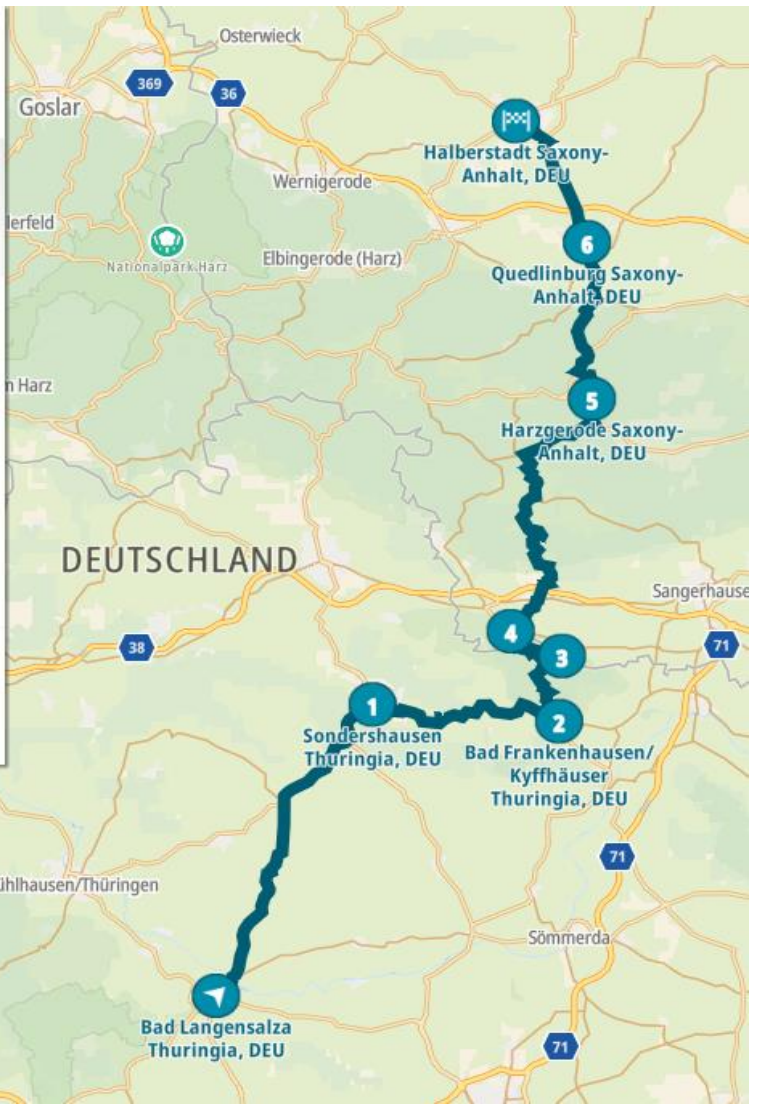 Osterwieck
369
36
Goslar
Halberstadt Saxony-
Anhalt, DEU
Wernigerode
lerfeld
6
Nationalpark Harz
Elbingerode (Harz)
Quedlinburg Saxony-
Anhalt, DEU
n Harz
5
Harzgerode Saxony-
Anhalt, DEU
DEUTSCHLAND
Sangerhause
4
38
71
3
1
2
Sondershausen
Thuringia, DEU
Bad Frankenhausen/
Kyffhäuser
Thuringia, DEU
71
ühlhausen/Thüringen
Sömmerda
Bad Langensalza
Thuringia, DEU
71